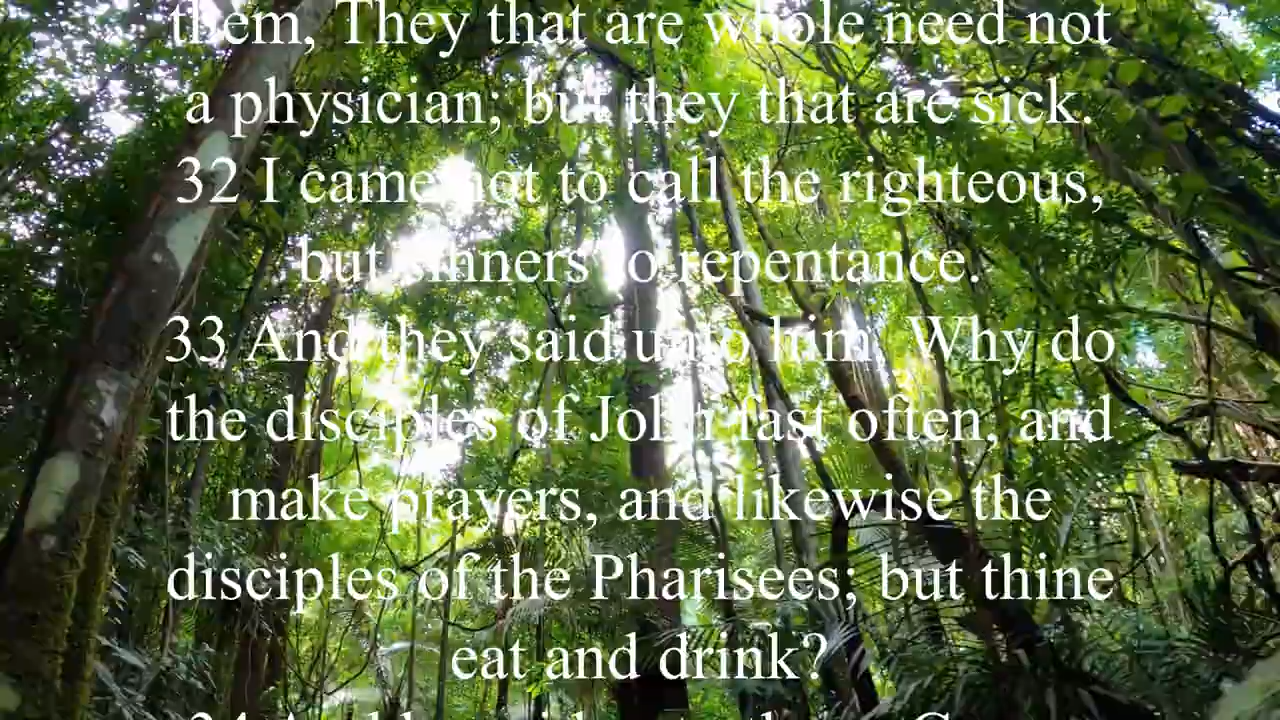 them, They that are whole need not
a physician; but they that are sick.
32 I came not to call the righteous,
but sinners to repentance.
33 And they said unto him, Why do
the disciples of John fast often, and
make prayers, and likewise the
disciples of the Pharisees; but thine
eat and drink?